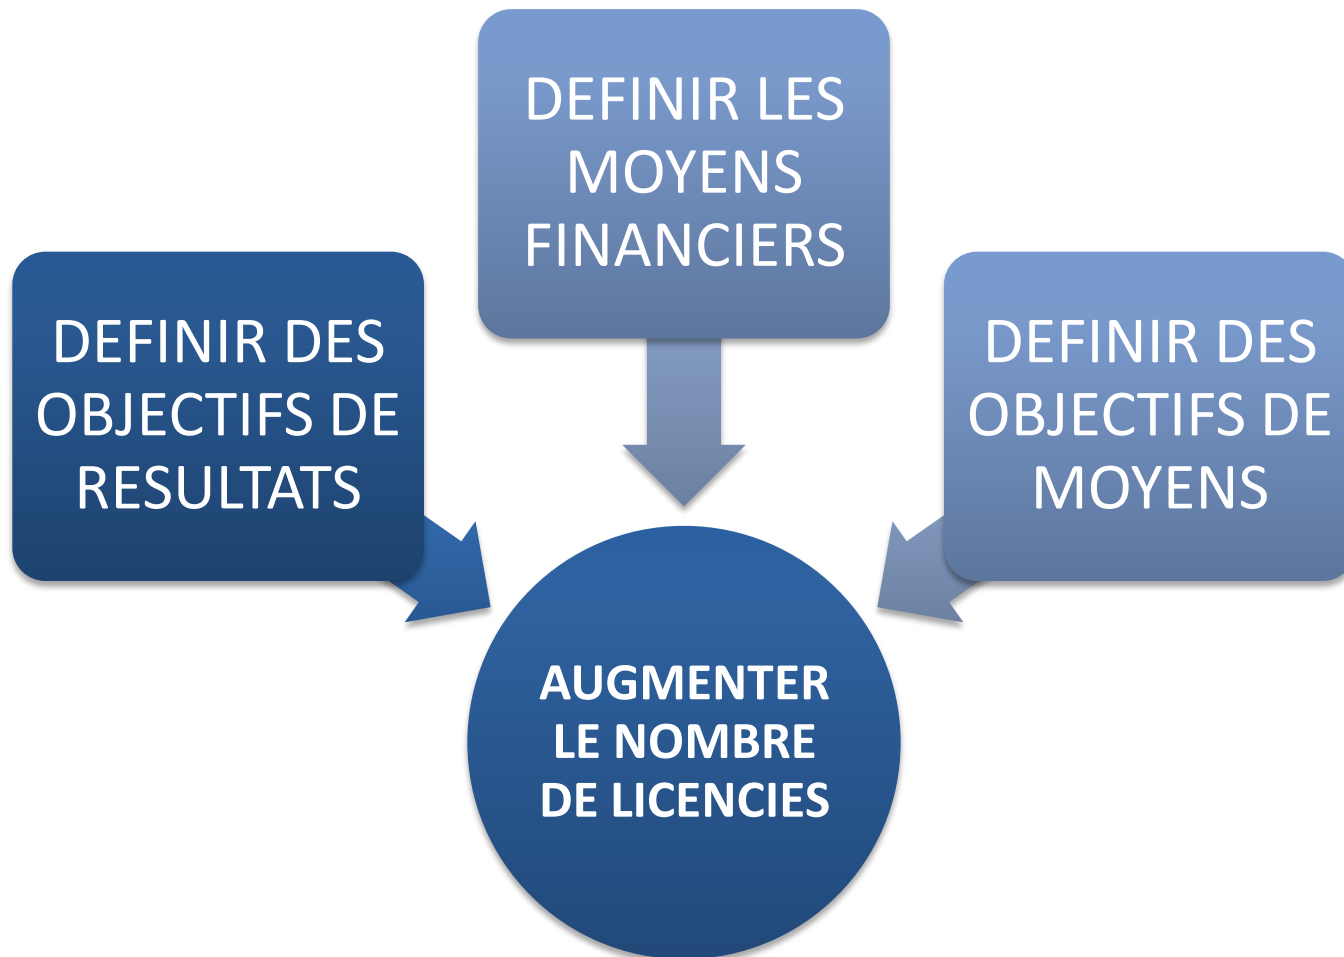 DEFINIR LES
MOYENS
FINANCIERS
DEFINIR DES
OBJECTIFS DE
RESULTATS
DEFINIR DES
OBJECTIFS DE
MOYENS
AUGMENTER
LE NOMBRE
DE LICENCIES